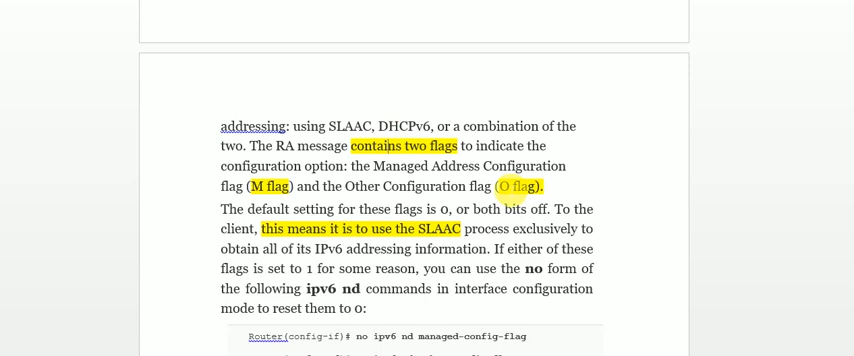 addressing: using SLAAC, DHCPv6, or a combination of the
two. The RA message contains two flags to indicate the
configuration option: the Managed Address Configuration
flag (M flag) and the Other Configuration flag (O flag).
The default setting for these flags is 0, or both bits off. To the
client, this means it is to use the SLAAC process exclusively to
obtain all of its IPv6 addressing information. If either of these
flags is set to 1 for some reason, you can use the no form of
the following ipv6 nd commands in interface configuration
mode to reset them to 0:
Router(config-if)# no ipv6 nd managed-config-flag